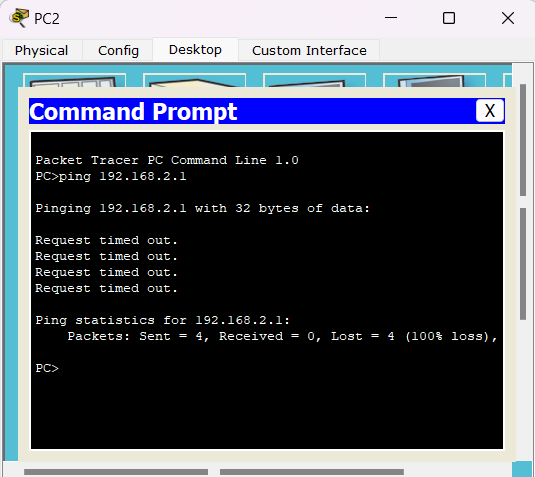 PC2
Physical Config Desktop Custom Interface
Command Prompt X
Packet Tracer PC Command Line 1.0
PC>ping 192.168.2.1
Pinging 192.168.2.1 with 32 bytes of data:
Request timed out.
Request timed out.
Request timed out.
Request timed out.
Ping statistics for 192.168.2.1:
Packets: Sent = 4, Received = 0, Lost = 4 (100% loss),
PC>